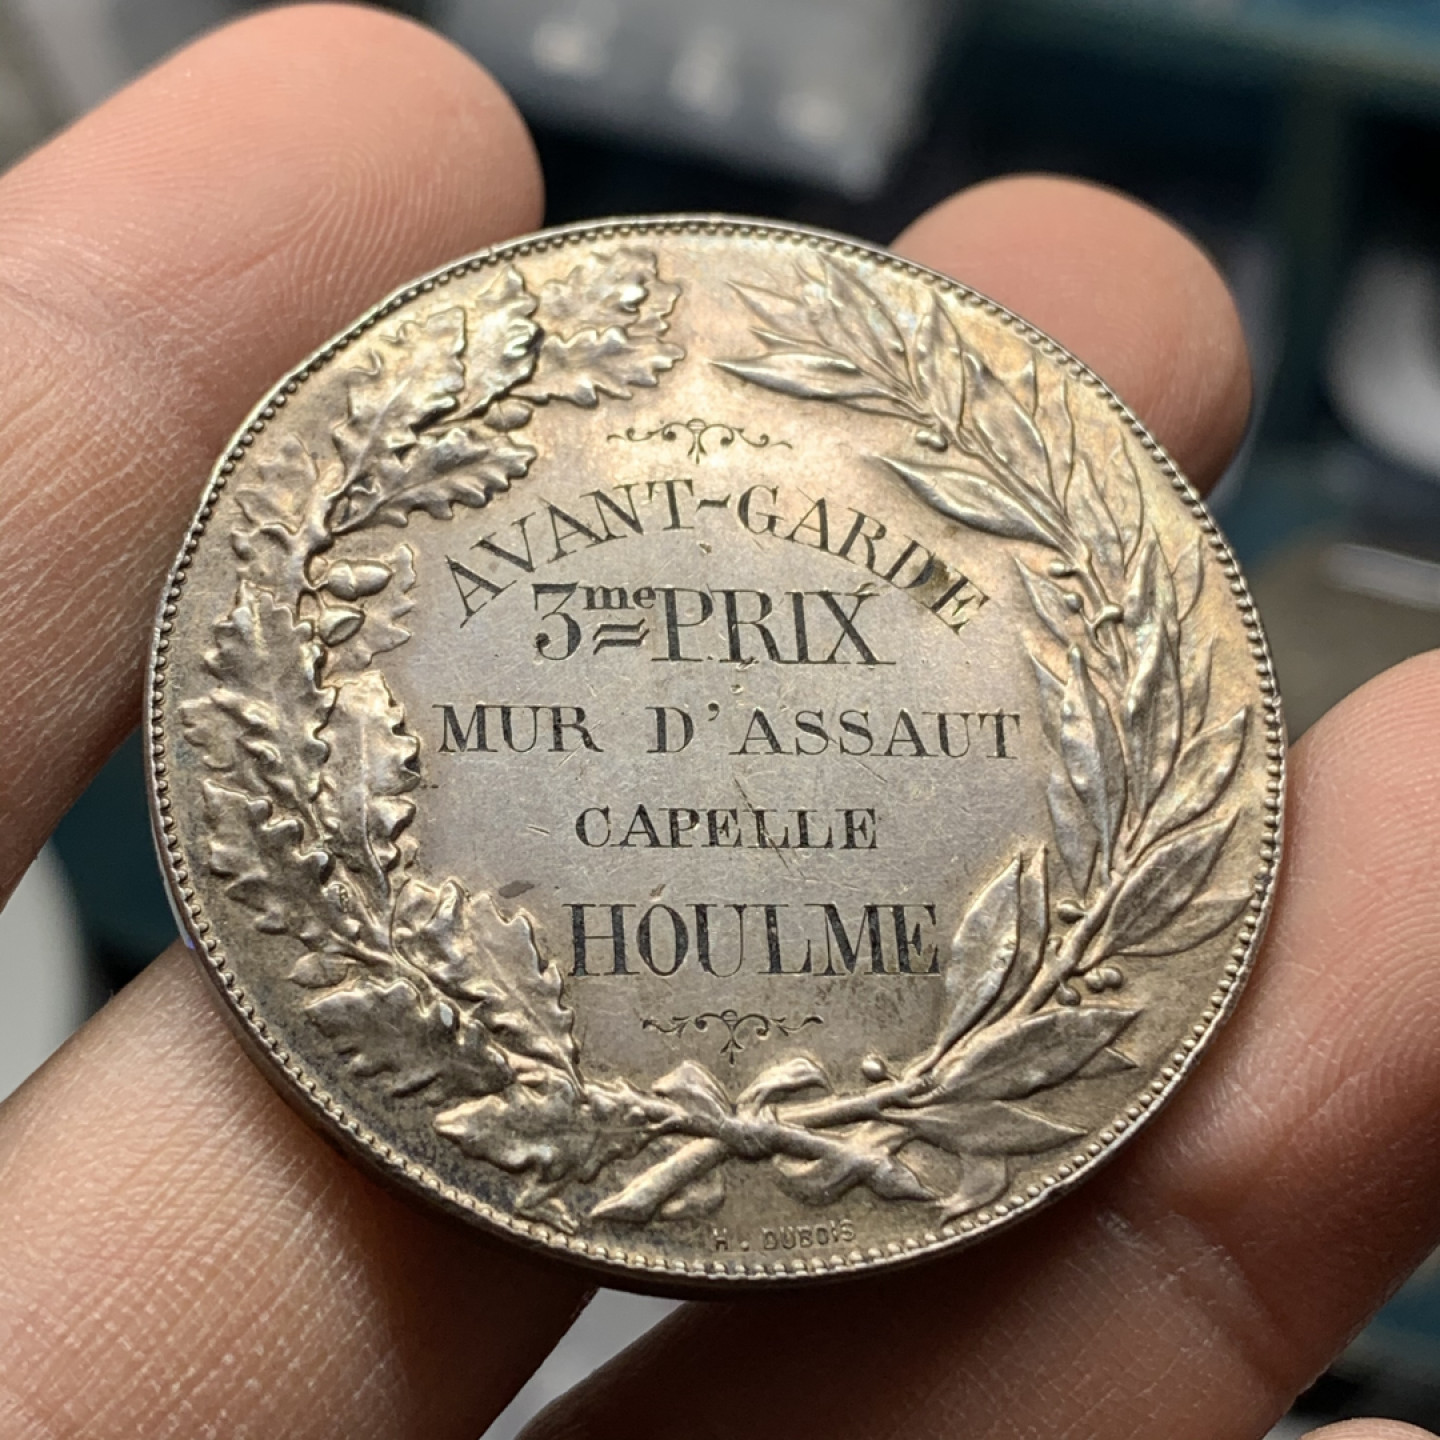 AVANT-GARDE
3me PRIX
MUR D'ASSAUT
CAPELLE
HOULME
H. DUBOIS